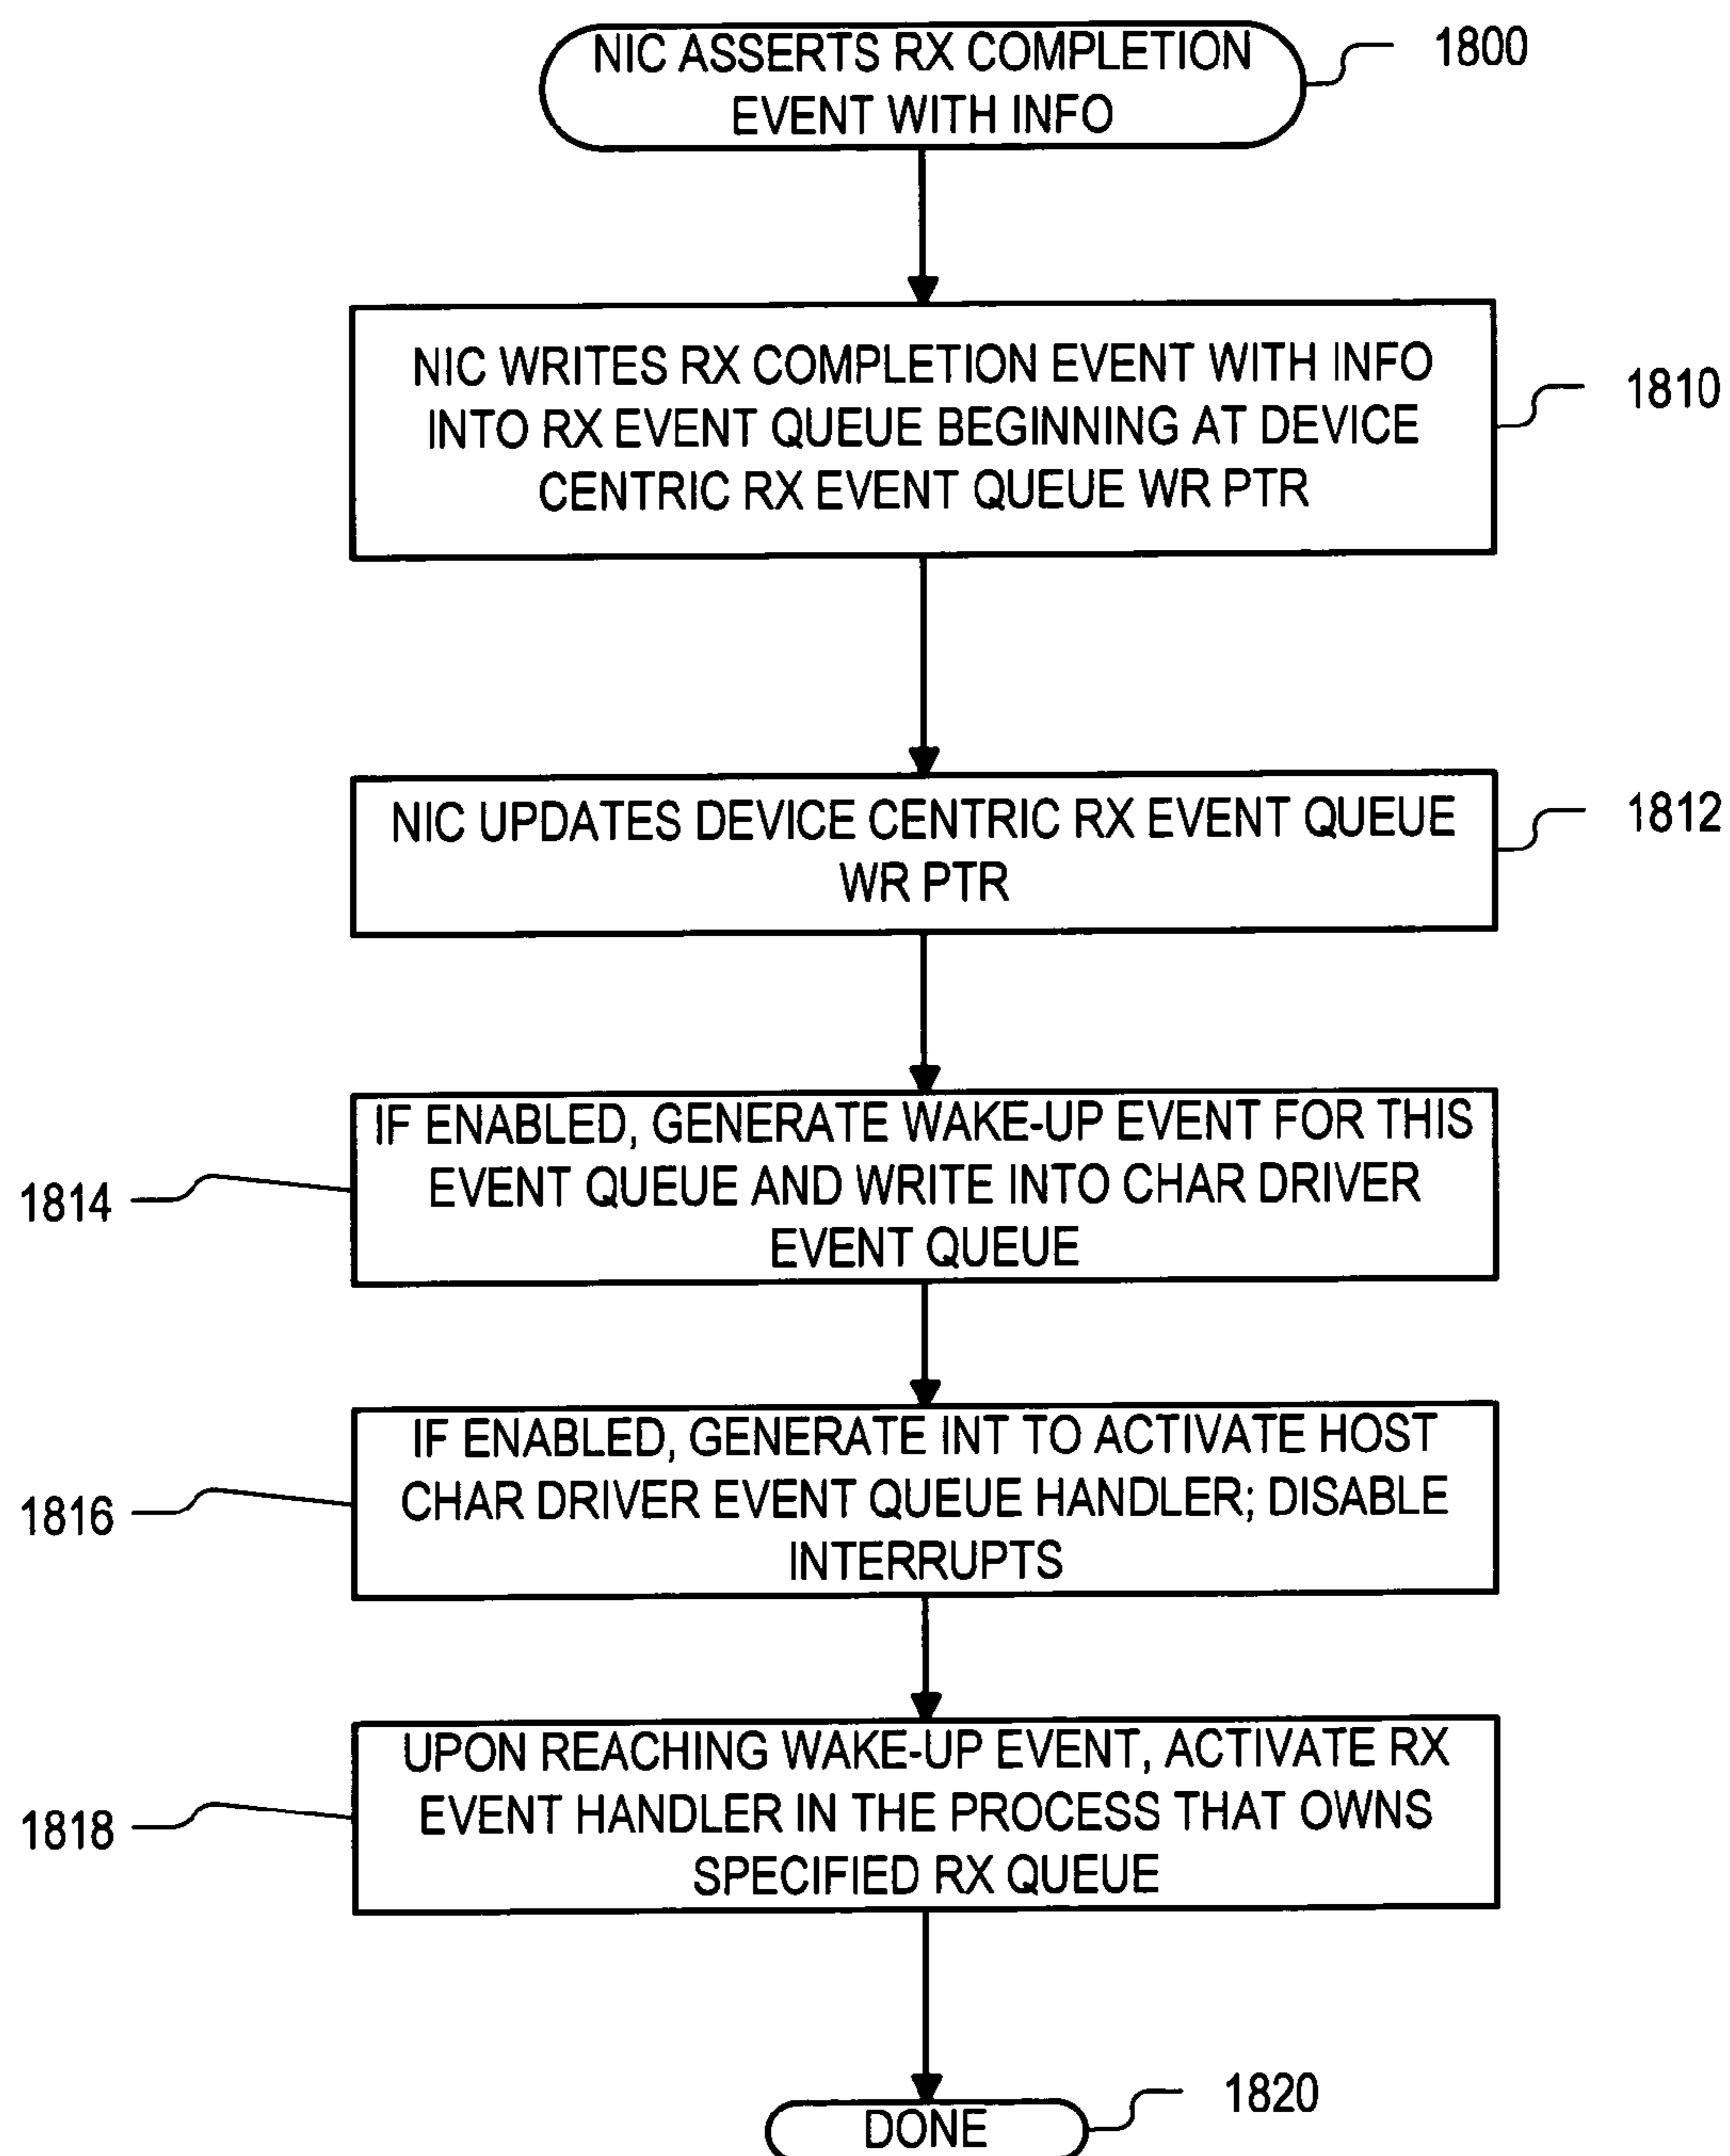 NIC ASSERTS RX COMPLETION
EVENT WITH INFO
1800
NIC WRITES RX COMPLETION EVENT WITH INFO
INTO RX EVENT QUEUE BEGINNING AT DEVICE
CENTRIC RX EVENT QUEUE WR PTR
1810
NIC UPDATES DEVICE CENTRIC RX EVENT QUEUE
WR PTR
1812
IF ENABLED, GENERATE WAKE-UP EVENT FOR THIS
EVENT QUEUE AND WRITE INTO CHAR DRIVER
EVENT QUEUE
1814
IF ENABLED, GENERATE INT TO ACTIVATE HOST
CHAR DRIVER EVENT QUEUE HANDLER; DISABLE
INTERRUPTS
1816
UPON REACHING WAKE-UP EVENT, ACTIVATE RX
EVENT HANDLER IN THE PROCESS THAT OWNS
SPECIFIED RX QUEUE
1818
DONE
1820